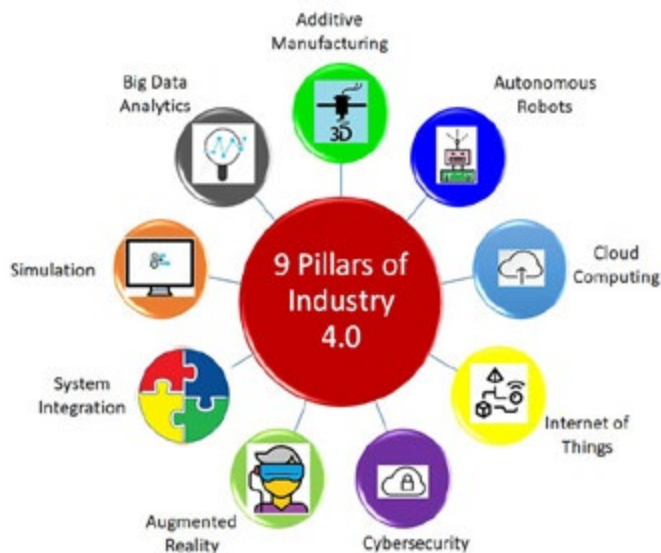 Additive
Manufacturing
3D
Autonomous
Robots
Cloud
Computing
Internet of
Things
Cybersecurity
Augmented
Reality
System
Integration
Simulation
Big Data
Analytics
9 Pillars of
Industry
4.0